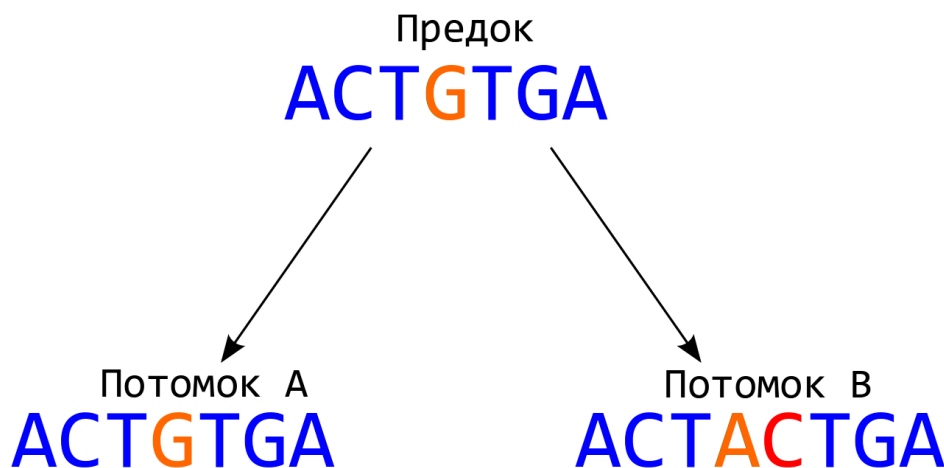 Предок
ACTGTGA
Потомок А
Потомок В
ACTGTGA
ACTACTGA